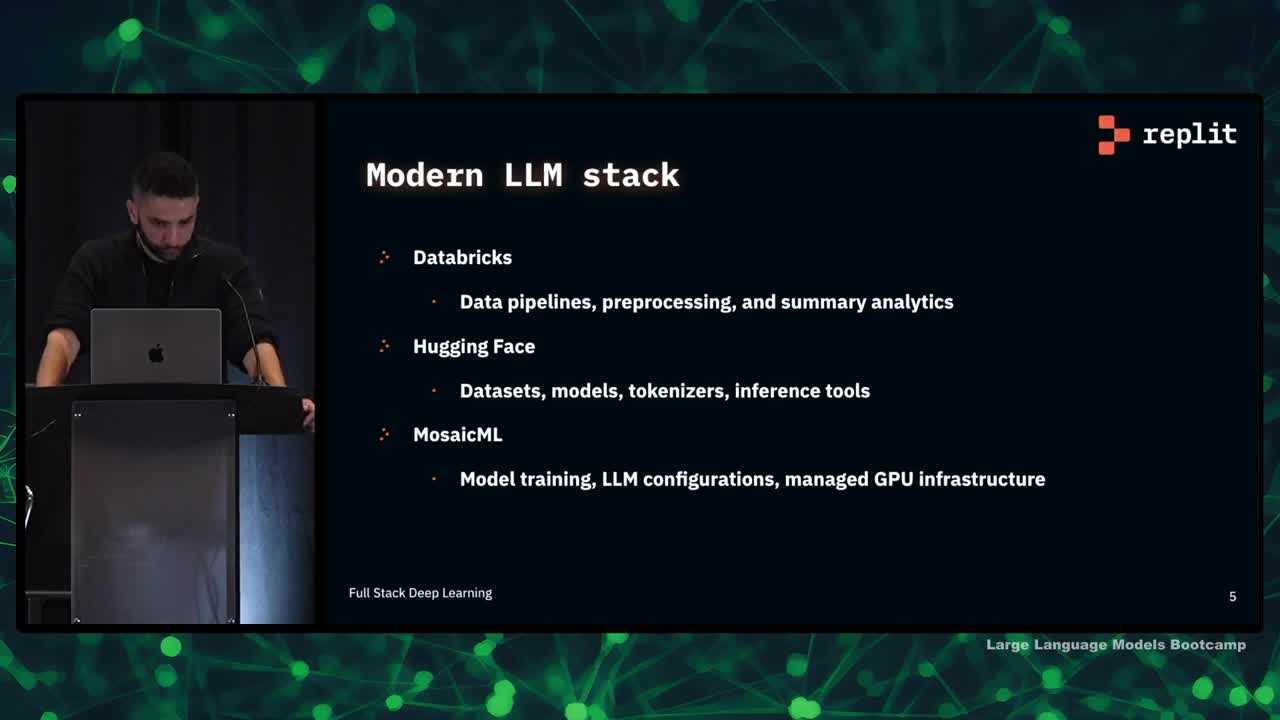 replit
Modern LLM stack
Databricks
Data pipelines, preprocessing, and summary analytics
Hugging Face
Datasets, models, tokenizers, inference tools
MosaicML
Model training, LLM configurations, managed GPU infrastructure
Full Stack Deep Learning
5
Large Language Models Bootcamp